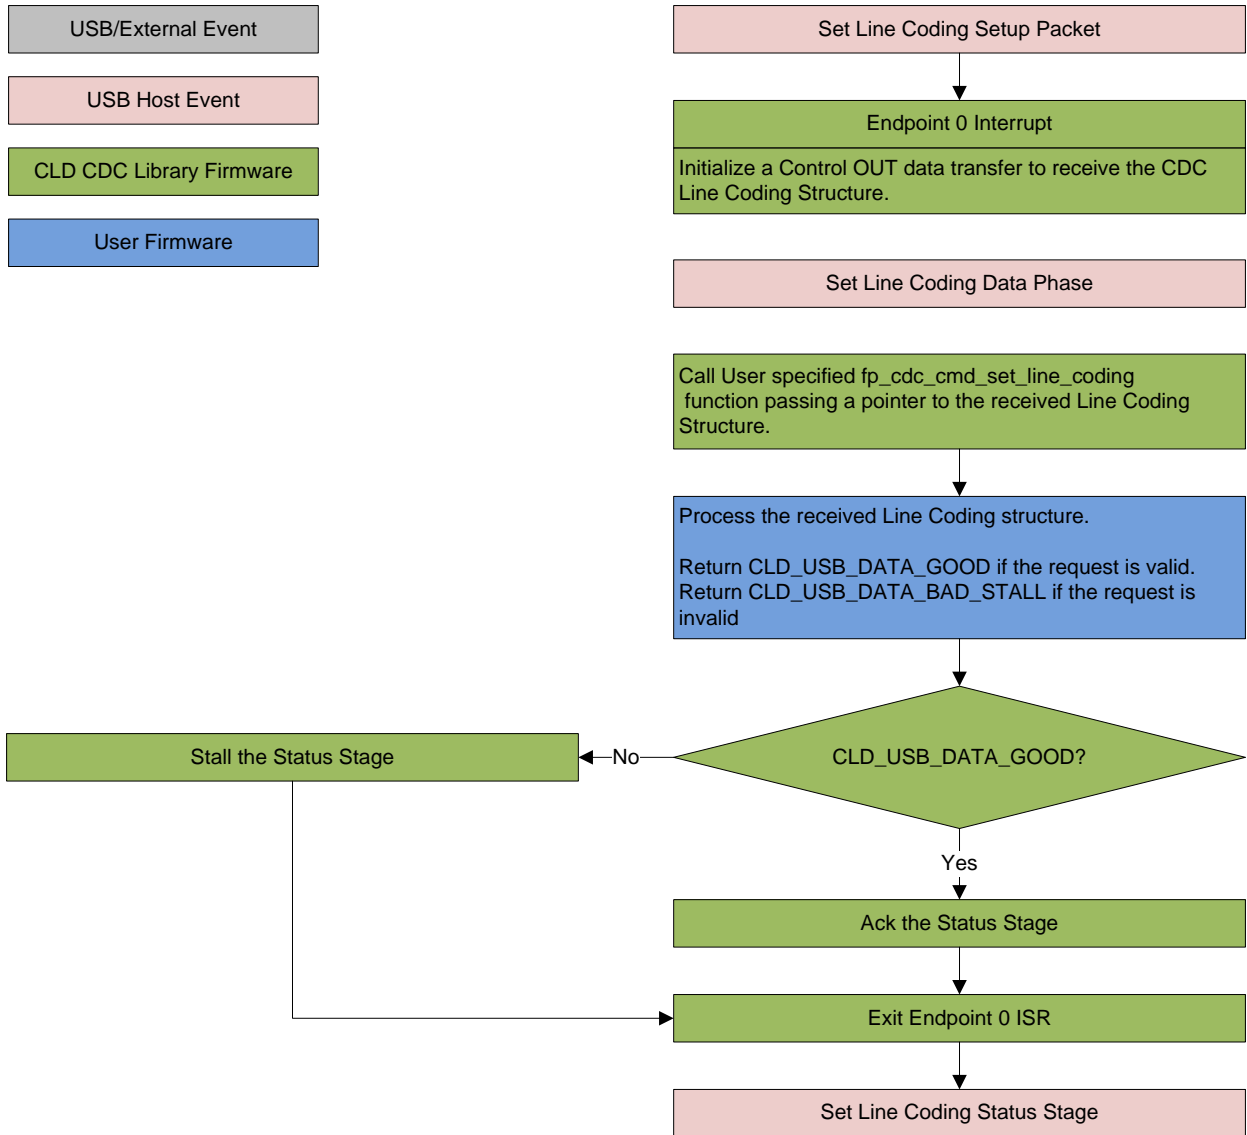 USB/External Event
USB Host Event
CLD CDC Library Firmware
User Firmware
Set Line Coding Setup Packet
Endpoint 0 Interrupt
Initialize a Control OUT data transfer to receive the CDC
Line Coding Structure.
Set Line Coding Data Phase
Call User specified fp_cdc_cmd_set_line_coding
function passing a pointer to the received Line Coding
Structure.
Process the received Line Coding structure.
Return CLD_USB_DATA_GOOD if the request is valid.
Return CLD_USB_DATA_BAD_STALL if the request is
invalid
CLD_USB_DATA_GOOD?
No
Stall the Status Stage
Yes
Ack the Status Stage
Exit Endpoint 0 ISR
Set Line Coding Status Stage